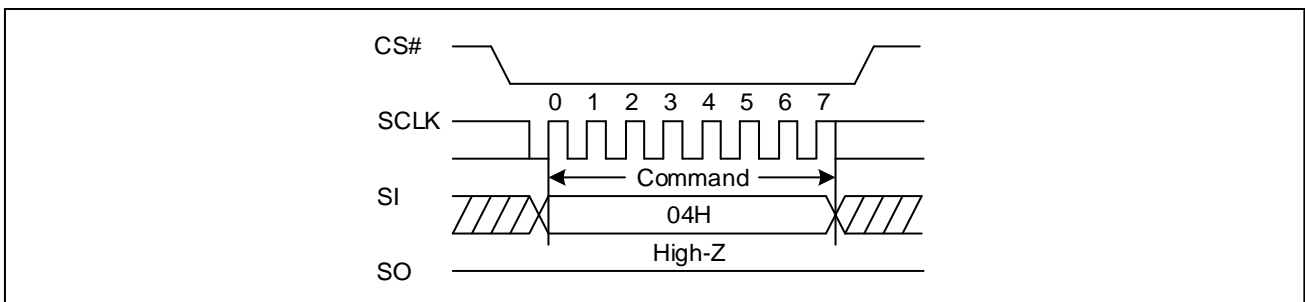 CS#
0 1 2 3 4 5 6 7
SCLK
Command
SI
04H
High-Z
SO